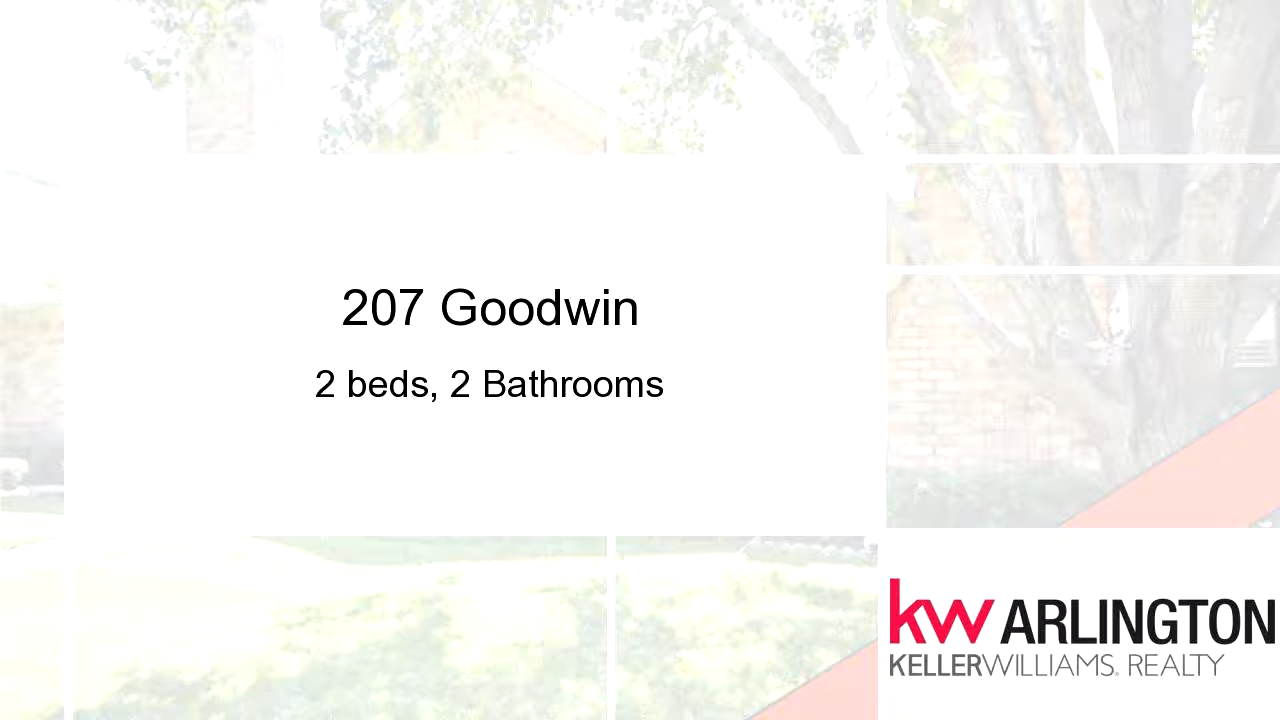 207 Goodwin
2 beds, 2 Bathrooms
kw ARLINGTON
KELLERWILLIAMS. REALTY